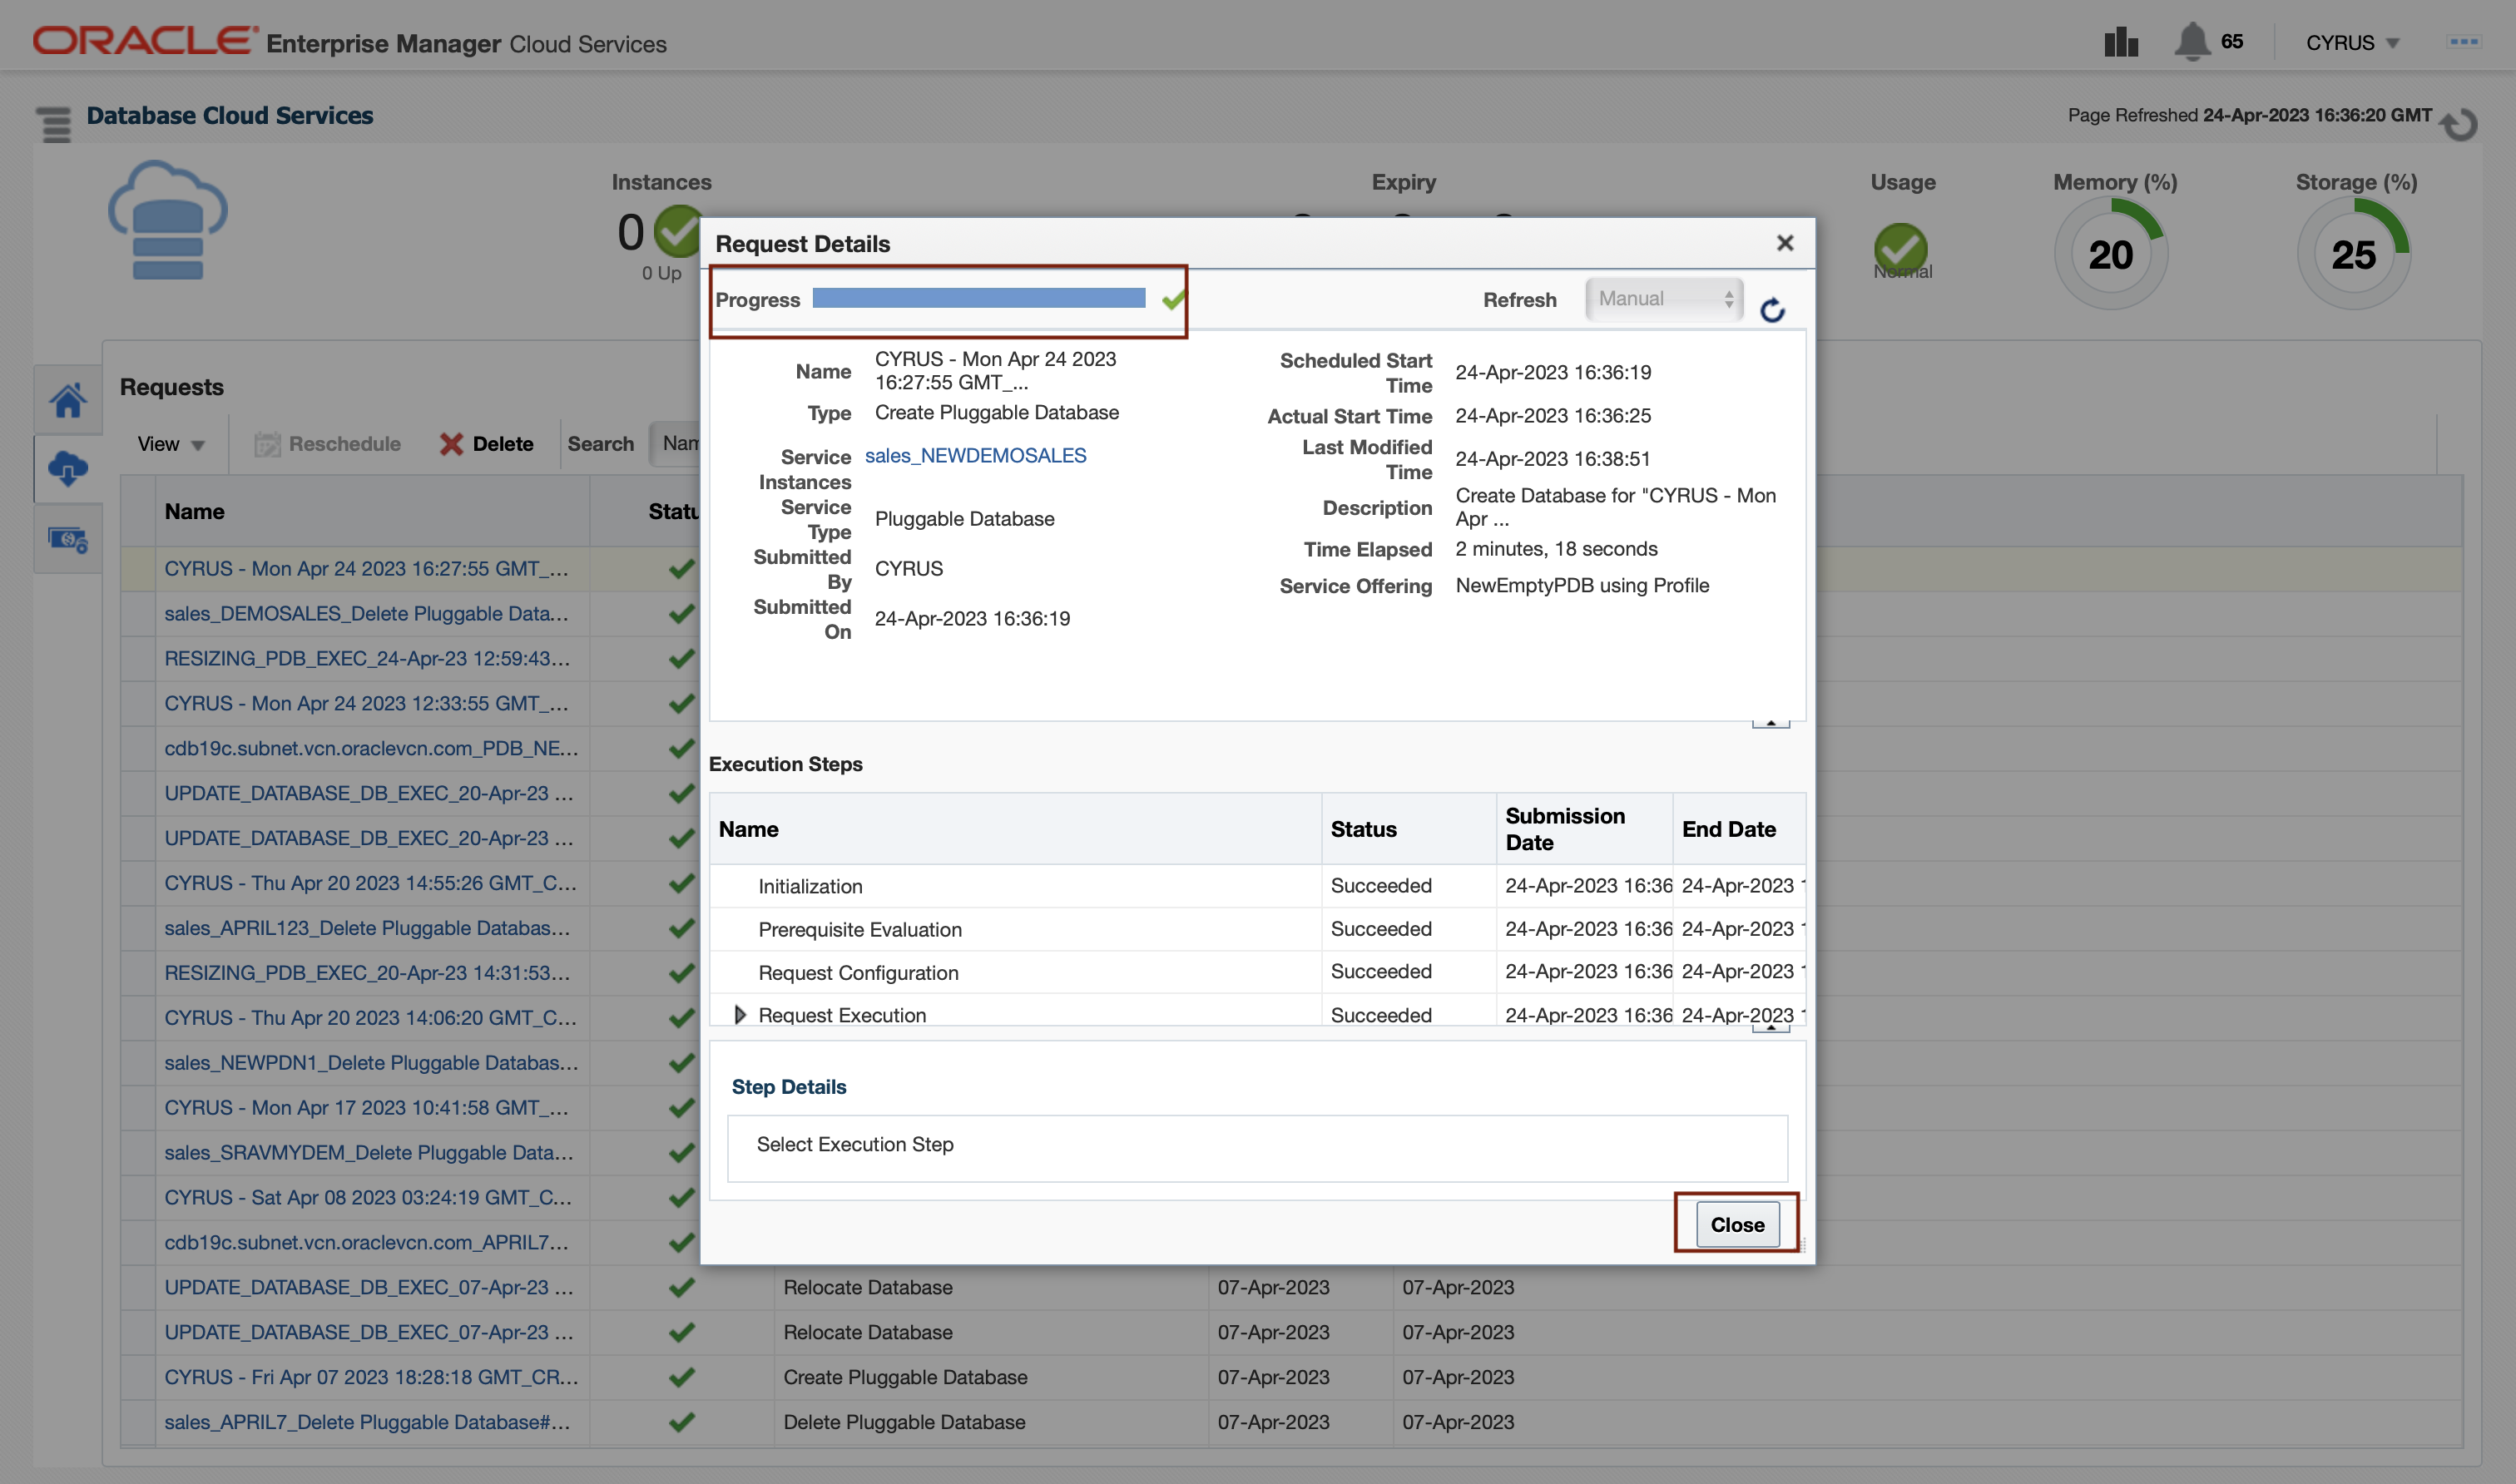 ORACLE Enterprise Manager Cloud Services
65
CYRUS
Database Cloud Services
Page Refreshed 24-Apr-2023 16:36:20 GMT
Instances
Expiry
Usage
Memory (%)
Storage (%)
0
0 Up
Normal
20
25
Requests
View
Reschedule
Delete
Search
Nam
Name
Statu
CYRUS - Mon Apr 24 2023 16:27:55 GMT_...
sales_DEMOSALES_Delete Pluggable Data...
RESIZING_PDB_EXEC_24-Apr-23 12:59:43...
CYRUS - Mon Apr 24 2023 12:33:55 GMT_...
cdb19c.subnet.vcn.oraclevcn.com_PDB_NE...
UPDATE_DATABASE_DB_EXEC_20-Apr-23 ...
UPDATE_DATABASE_DB_EXEC_20-Apr-23 ...
CYRUS - Thu Apr 20 2023 14:55:26 GMT_C...
sales_APRIL123_Delete Pluggable Databas...
RESIZING_PDB_EXEC_20-Apr-23 14:31:53...
CYRUS - Thu Apr 20 2023 14:06:20 GMT_C...
sales_NEWPDN1_Delete Pluggable Databas...
CYRUS - Mon Apr 17 2023 10:41:58 GMT_...
sales_SRAVMYDEM_Delete Pluggable Data...
CYRUS - Sat Apr 08 2023 03:24:19 GMT_C...
cdb19c.subnet.vcn.oraclevcn.com_APRIL7...
UPDATE_DATABASE_DB_EXEC_07-Apr-23 ... Relocate Database 07-Apr-2023 07-Apr-2023
UPDATE_DATABASE_DB_EXEC_07-Apr-23 ... Relocate Database 07-Apr-2023 07-Apr-2023
CYRUS - Fri Apr 07 2023 18:28:18 GMT_CR... Create Pluggable Database 07-Apr-2023 07-Apr-2023
sales_APRIL7_Delete Pluggable Database#... Delete Pluggable Database 07-Apr-2023 07-Apr-2023
Request Details
Progress
Refresh Manual
Name CYRUS - Mon Apr 24 2023
16:27:55 GMT_...
Type Create Pluggable Database
Service
Instances sales_NEWDEMOSALES
Service
Type Pluggable Database
Submitted
By CYRUS
Submitted
On 24-Apr-2023 16:36:19
Scheduled Start
Time 24-Apr-2023 16:36:19
Actual Start Time 24-Apr-2023 16:36:25
Last Modified
Time 24-Apr-2023 16:38:51
Description Create Database for "CYRUS - Mon
Apr ...
Time Elapsed 2 minutes, 18 seconds
Service Offering NewEmptyPDB using Profile
Execution Steps
Name Status Submission
Date End Date
Initialization Succeeded 24-Apr-2023 16:36 24-Apr-2023 1
Prerequisite Evaluation Succeeded 24-Apr-2023 16:36 24-Apr-2023 1
Request Configuration Succeeded 24-Apr-2023 16:36 24-Apr-2023 1
Request Execution Succeeded 24-Apr-2023 16:36 24-Apr-2023 1
Step Details
Select Execution Step
Close